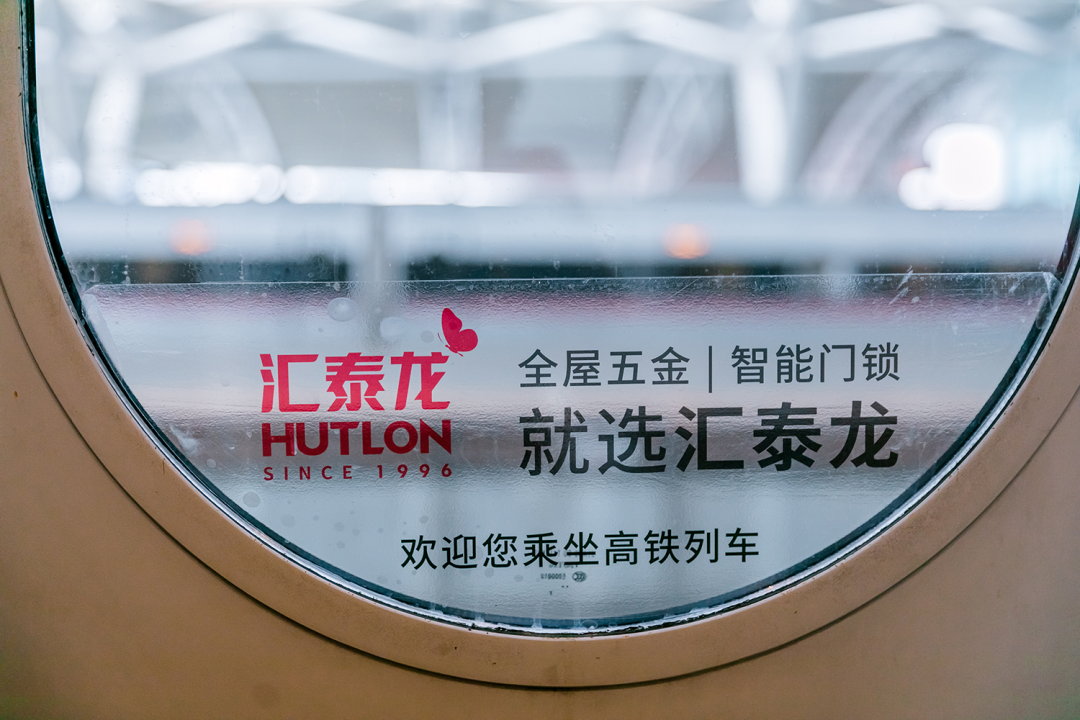 汇泰龙
HUTLON
SINCE 1996
全屋五金 | 智能门锁
就选汇泰龙
欢迎您乘坐高铁列车